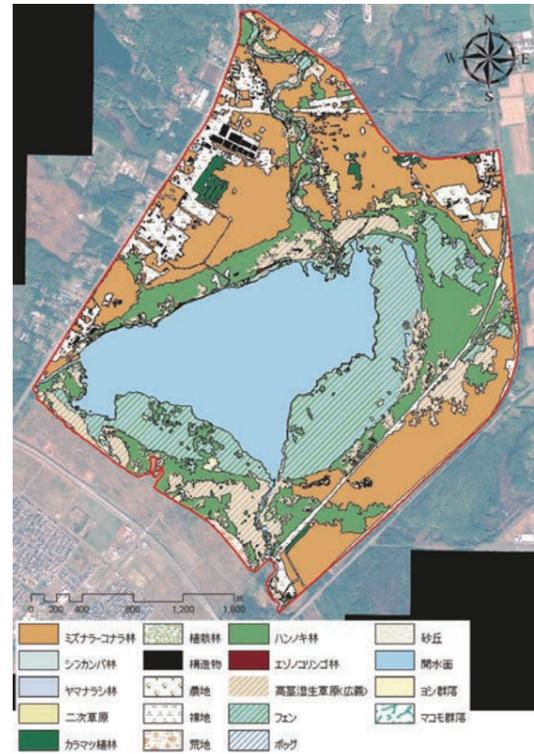 N
W E
S
0 200 400 800 1,200 1,600
m
ミズナラ-コナラ林 植栽林 ハンノキ林 砂丘
シラカンバ林 構造物 エゾノコリンゴ林 開水面
ヤマナラシ林 農地 高茎湿生草原(広義) ヨシ群落
二次草原 裸地 フェン マコモ群落
カラマツ植林 荒地 ボッグ